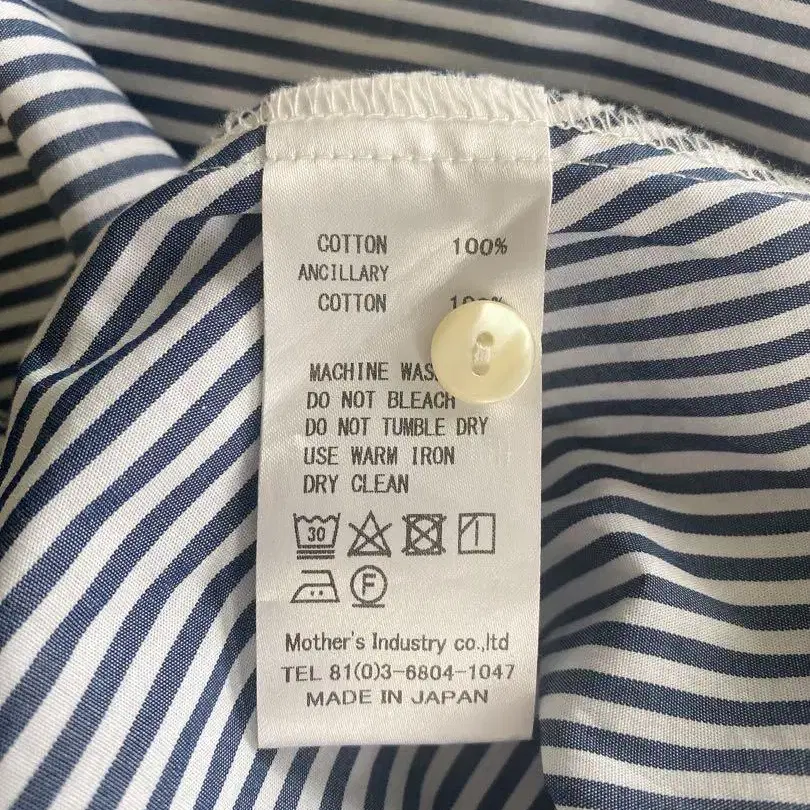 COTTON 100%
ANCILLARY
COTTON
MACHINE
DO NOT BLEACH
DO NOT TUMBLE DRY
USE WARM IRON
DRY CLEAN
30
F
Mother's Industry co.,ltd
TEL 81(0)3-6804-1047
MADE IN JAPAN